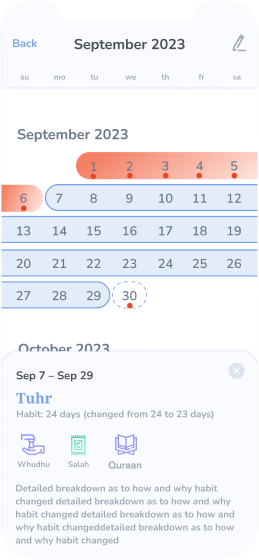 Back
September 2023
su mo tu we th fr sa
September 2023
1 2 3 4 5
6 7 8 9 10 11 12
13 14 15 16 17 18 19
20 21 22 23 24 25 26
27 28 29 30
October 2023
Sep 7 – Sep 29
Tuhr
Habit: 24 days (changed from 24 to 23 days)
Whudhu Salah Quraan
Detailed breakdown as to how and why habit
changed detailed breakdown as to how and why
habit changed detailed breakdown as to how and
why habit changeddetailed breakdown as to how
and why habit changed